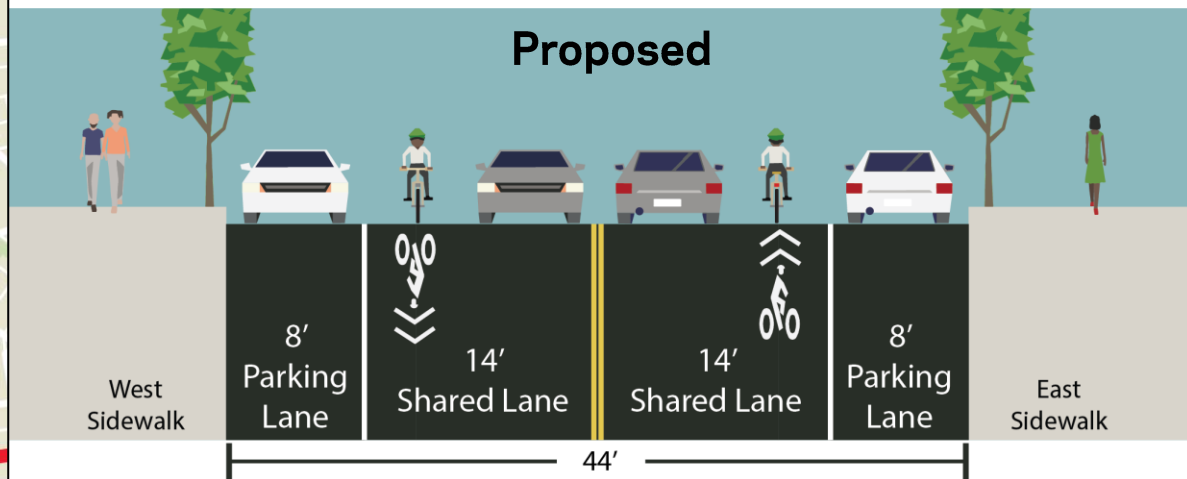 Proposed
8’
Parking
Lane
14’
Shared Lane
14’
Shared Lane
8’
Parking
Lane
West
Sidewalk
East
Sidewalk
44’